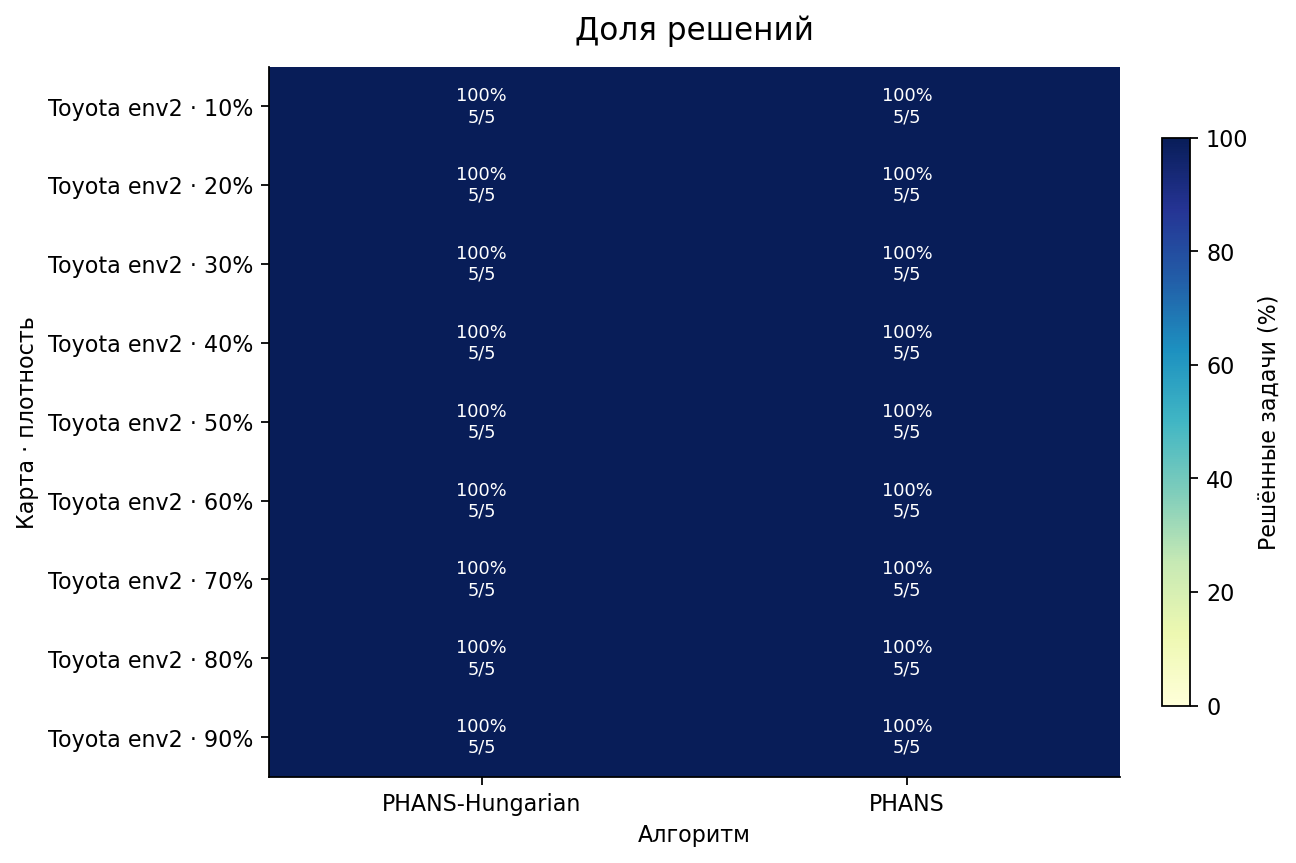 Доля решений
Карта · плотность
Toyota env2 · 10%
100%
5/5
100%
5/5
Toyota env2 · 20%
100%
5/5
100%
5/5
Toyota env2 · 30%
100%
5/5
100%
5/5
Toyota env2 · 40%
100%
5/5
100%
5/5
Toyota env2 · 50%
100%
5/5
100%
5/5
Toyota env2 · 60%
100%
5/5
100%
5/5
Toyota env2 · 70%
100%
5/5
100%
5/5
Toyota env2 · 80%
100%
5/5
100%
5/5
Toyota env2 · 90%
100%
5/5
100%
5/5
PHANS-Hungarian
PHANS
Алгоритм
100
80
60
40
20
0
Решённые задачи (%)